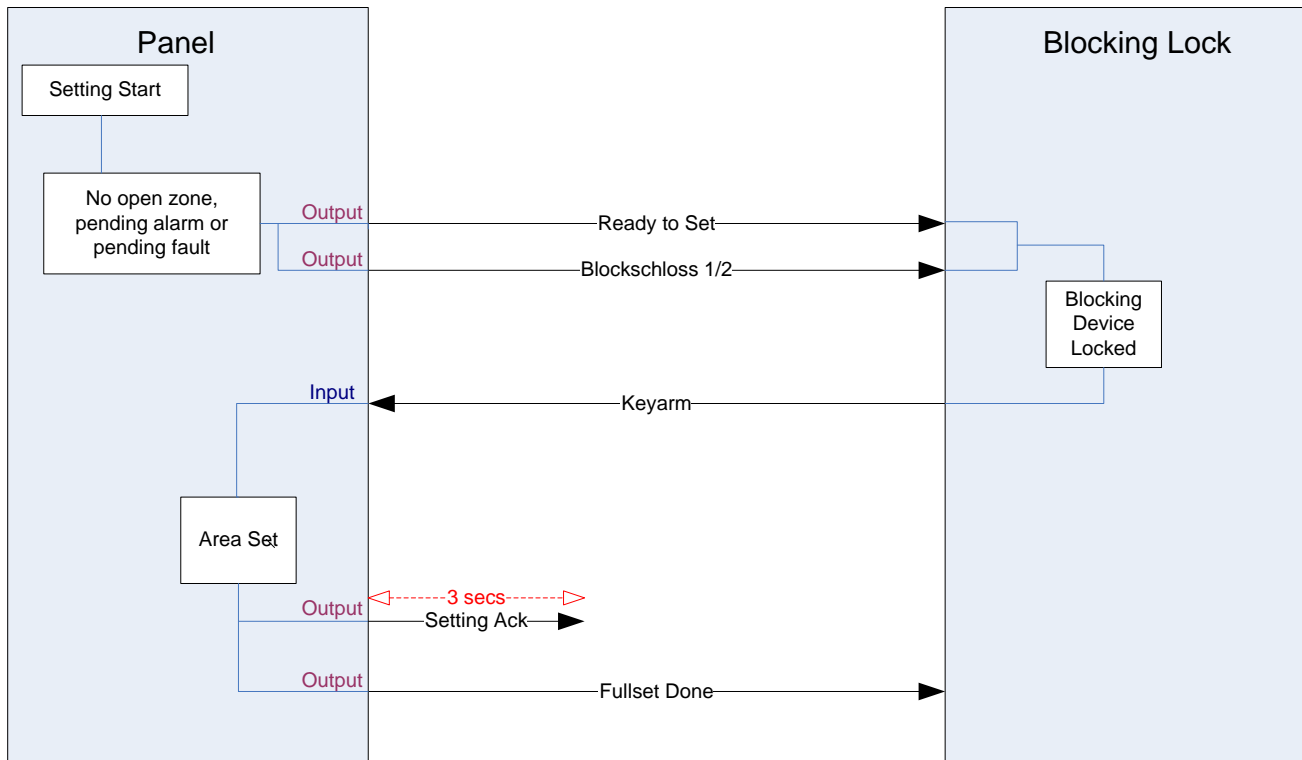 Panel
Blocking Lock
Setting Start
No open zone,
pending alarm or
pending fault
Output
Ready to Set
Output
Blockschloss 1/2
Blocking
Device
Locked
Input
Keyarm
Area Set
3 secs
Output
Setting Ack
Output
Fullset Done